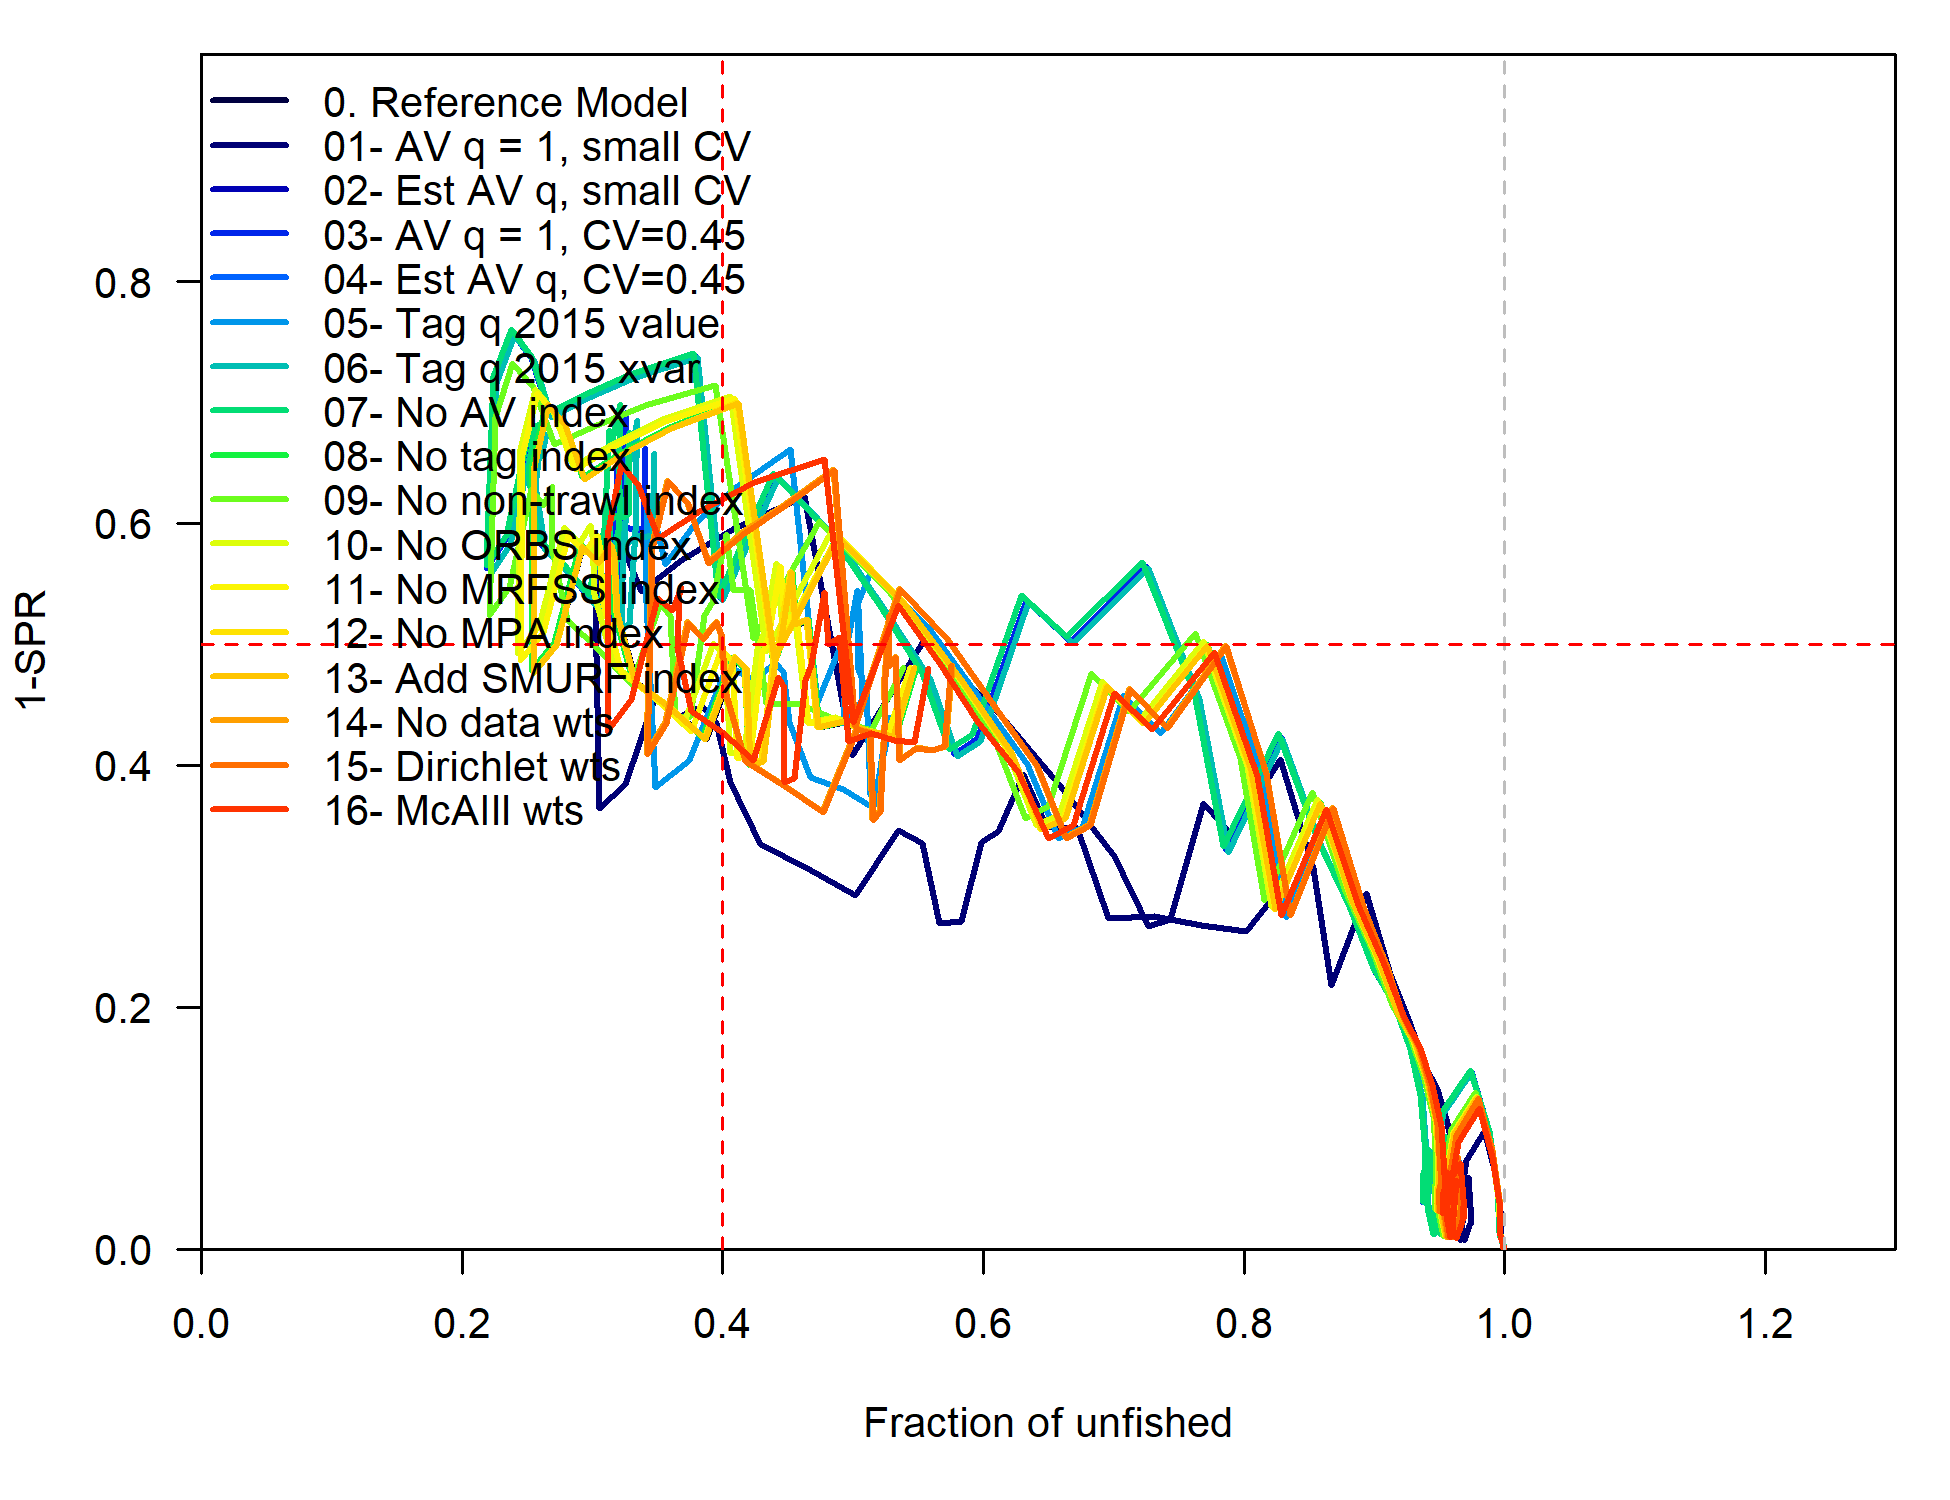 0. Reference Model
01- AV q = 1, small CV
02- Est AV q, small CV
03- AV q = 1, CV=0.45
04- Est AV q, CV=0.45
05- Tag q 2015 value
06- Tag q 2015 xvar
07- No AV index
08- No tag index
09- No non-trawl index
10- No ORBS index
11- No MRFSS index
12- No MPA index
13- Add SMURF index
14- No data wts
15- Dirichlet wts
16- McAlll wts
1-SPR
0.8
0.6
0.4
0.2
0.0
0.0 0.2 0.4 0.6 0.8 1.0 1.2
Fraction of unfished